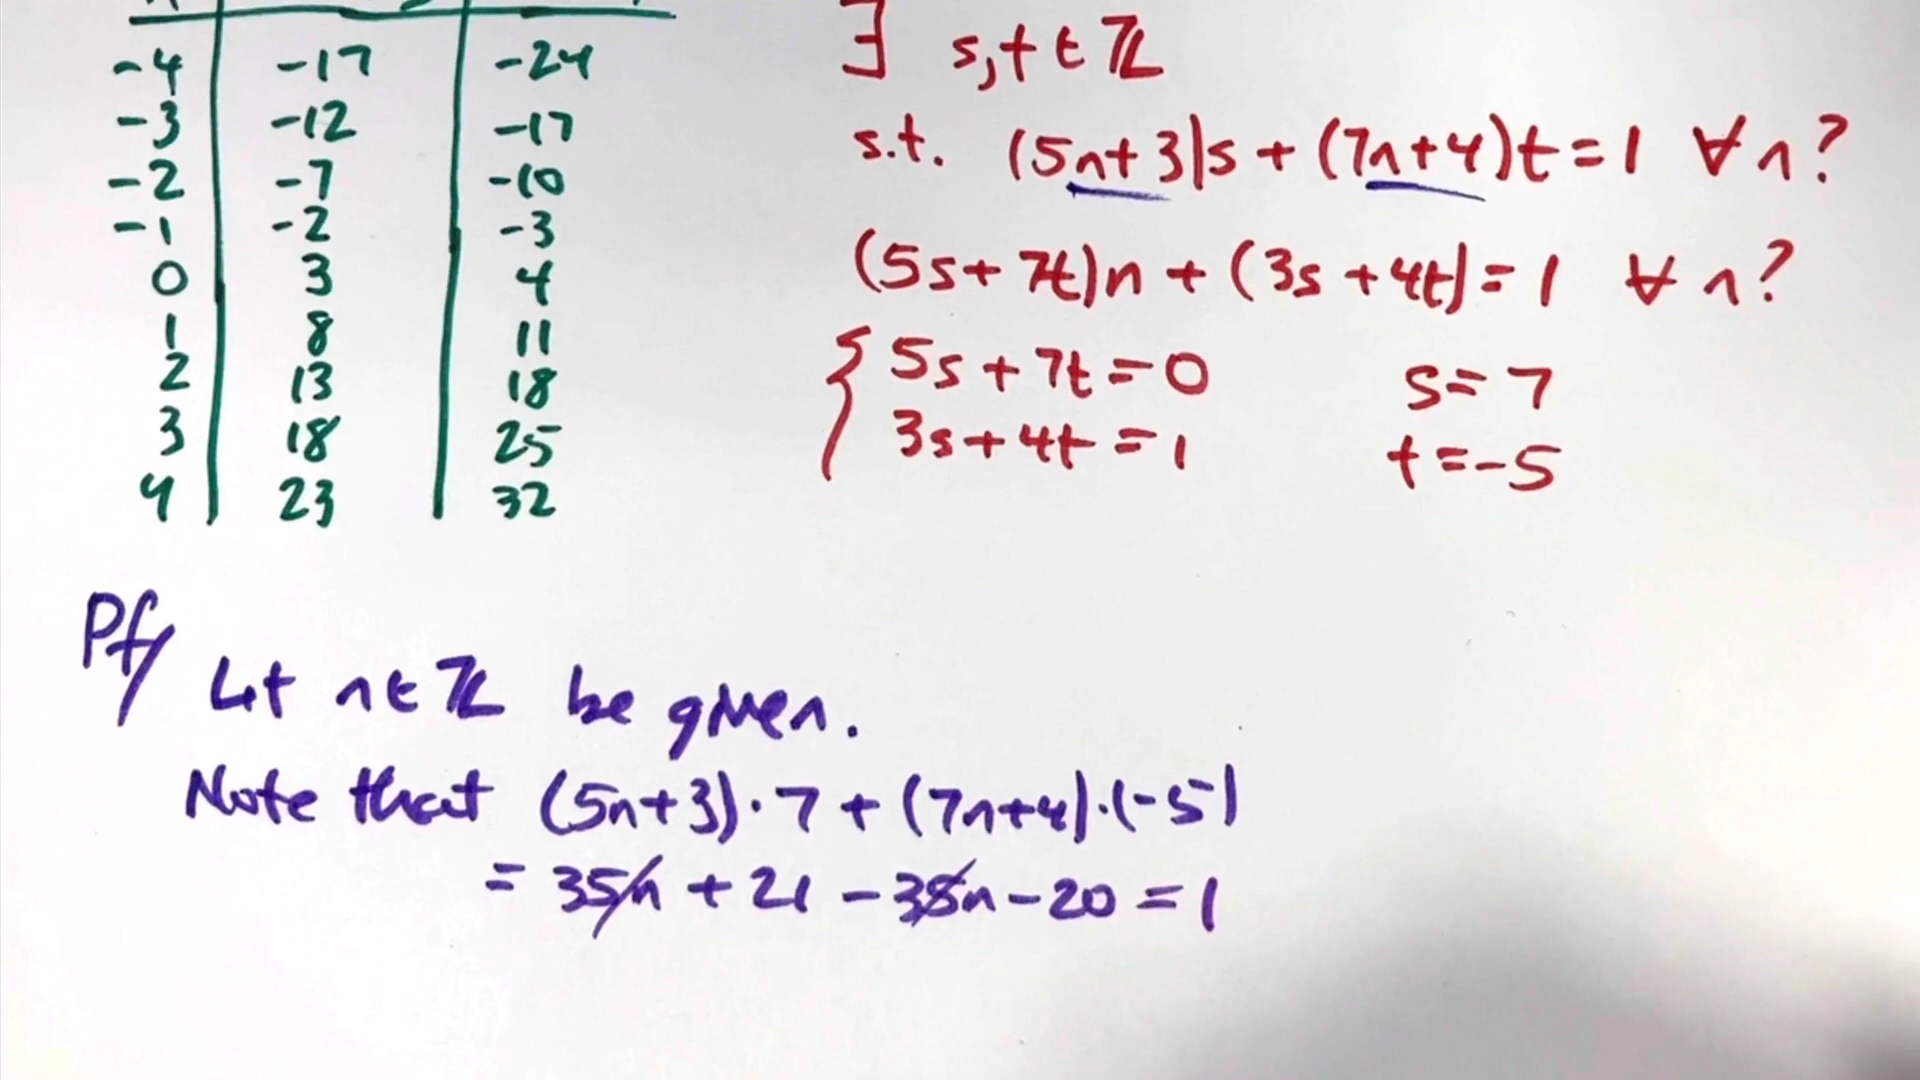 -4 -17 -24
-3 -12 -17
-2 -7 -10
-1 -2 -3
0 3 4
1 8 11
2 13 18
3 18 25
4 23 32
∃ s,t ∈ ℤ
s.t. (5n+3)s + (7n+4)t = 1 ∀n?
(5s+7t)n + (3s+4t) = 1 ∀n?
{ 5s+7t=0 s=7
3s+4t=1 t=-5
Pf/
Let n∈ℤ be given.
Note that (5n+3)·7 + (7n+4)·(-5)
= 35n + 21 - 35n - 20 = 1